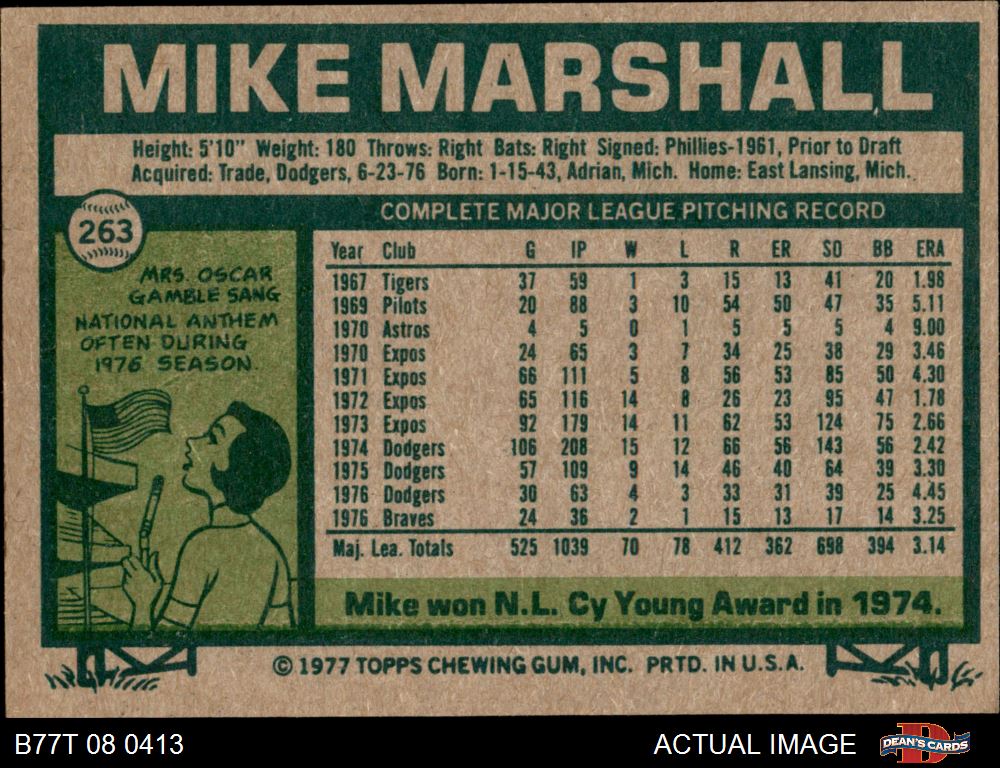 MIKE MARSHALL
Height: 5'10" Weight: 180 Throws: Right Bats: Right Signed: Phillies-1961, Prior to Draft
Acquired: Trade, Dodgers, 6-23-76 Born: 1-15-43, Adrian, Mich. Home: East Lansing, Mich.
263
MRS. OSCAR
GAMBLE SANG
NATIONAL ANTHEM
OFTEN DURING
1976 SEASON.
COMPLETE MAJOR LEAGUE PITCHING RECORD
Year Club G IP W L R ER SO BB ERA
1967 Tigers 37 59 1 3 15 13 41 20 1.98
1969 Pilots 20 88 3 10 54 50 47 35 5.11
1970 Astros 4 5 0 1 5 5 5 4 9.00
1970 Expos 24 65 3 7 34 25 38 29 3.46
1971 Expos 66 111 5 8 56 53 85 50 4.30
1972 Expos 65 116 14 8 26 23 95 47 1.78
1973 Expos 92 179 14 11 62 53 124 75 2.66
1974 Dodgers 106 208 15 12 66 56 143 56 2.42
1975 Dodgers 57 109 9 14 46 40 64 39 3.30
1976 Dodgers 30 63 4 3 33 31 39 25 4.45
1976 Braves 24 36 2 1 15 13 17 14 3.25
Maj. Lea. Totals 525 1039 70 78 412 362 698 394 3.14
Mike won N.L. Cy Young Award in 1974.
© 1977 TOPPS CHEWING GUM, INC. PRTD. IN U.S.A.
B77T 08 0413
ACTUAL IMAGE
DEAN'S CARDS